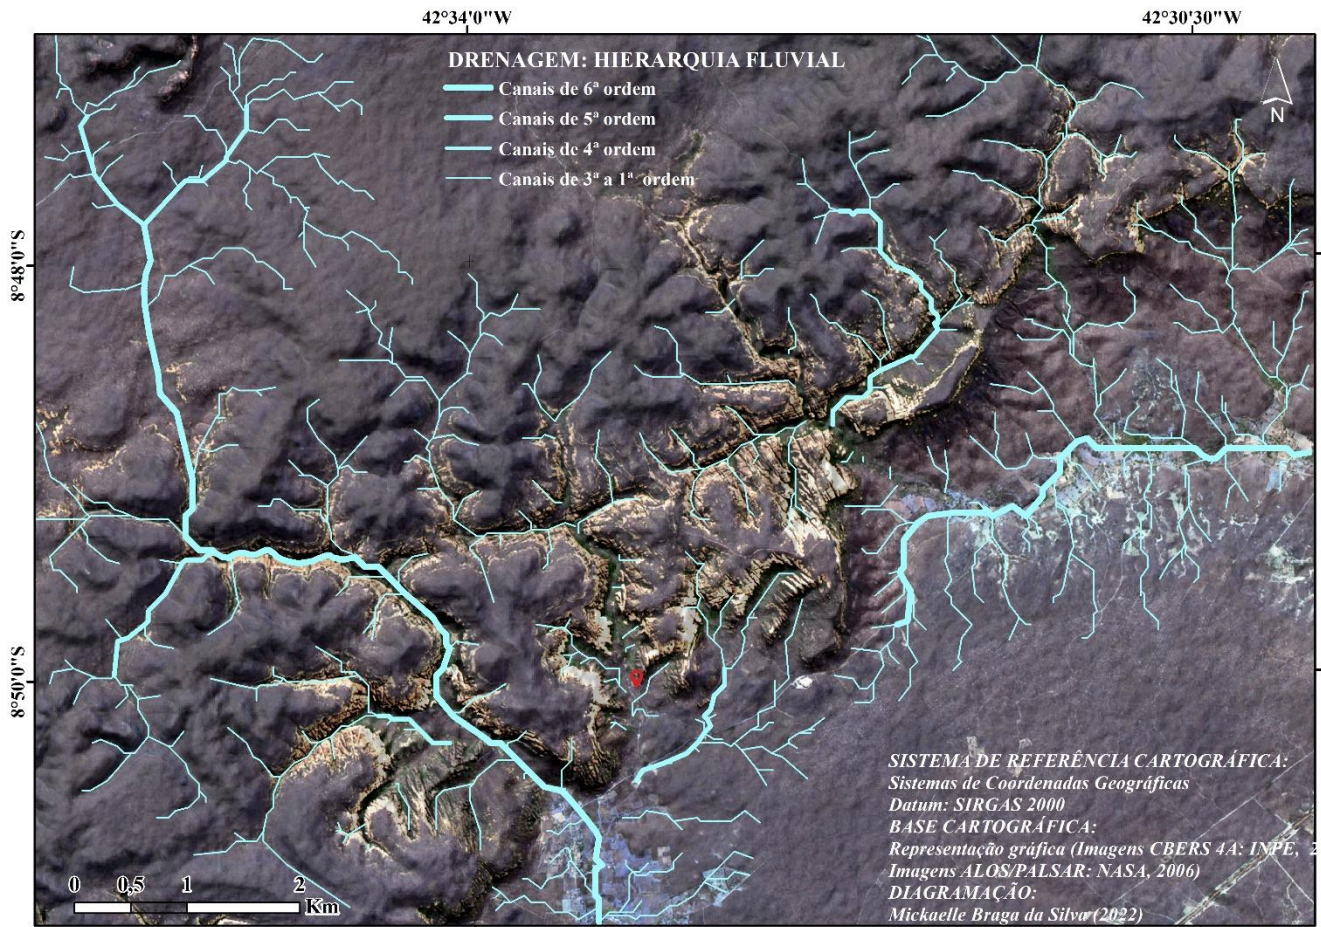 42°34'0"W
42°30'30"W
DRENAGEM: HIERARQUIA FLUVIAL
Canais de 6ª ordem
Canais de 5ª ordem
Canais de 4ª ordem
Canais de 3ª a 1ª ordem
N
8°48'0"S
8°50'0"S
SISTEMA DE REFERÊNCIA CARTOGRÁFICA:
Sistemas de Coordenadas Geográficas
Datum: SIRGAS 2000
BASE CARTOGRÁFICA:
Representação gráfica (Imagens CBERS 4A: INPE, 2
Imagens ALOS/PALSAR: NASA, 2006)
DIAGRAMAÇÃO:
Mickaelle Braga da Silva (2022)
0 0,5 1 2
Km